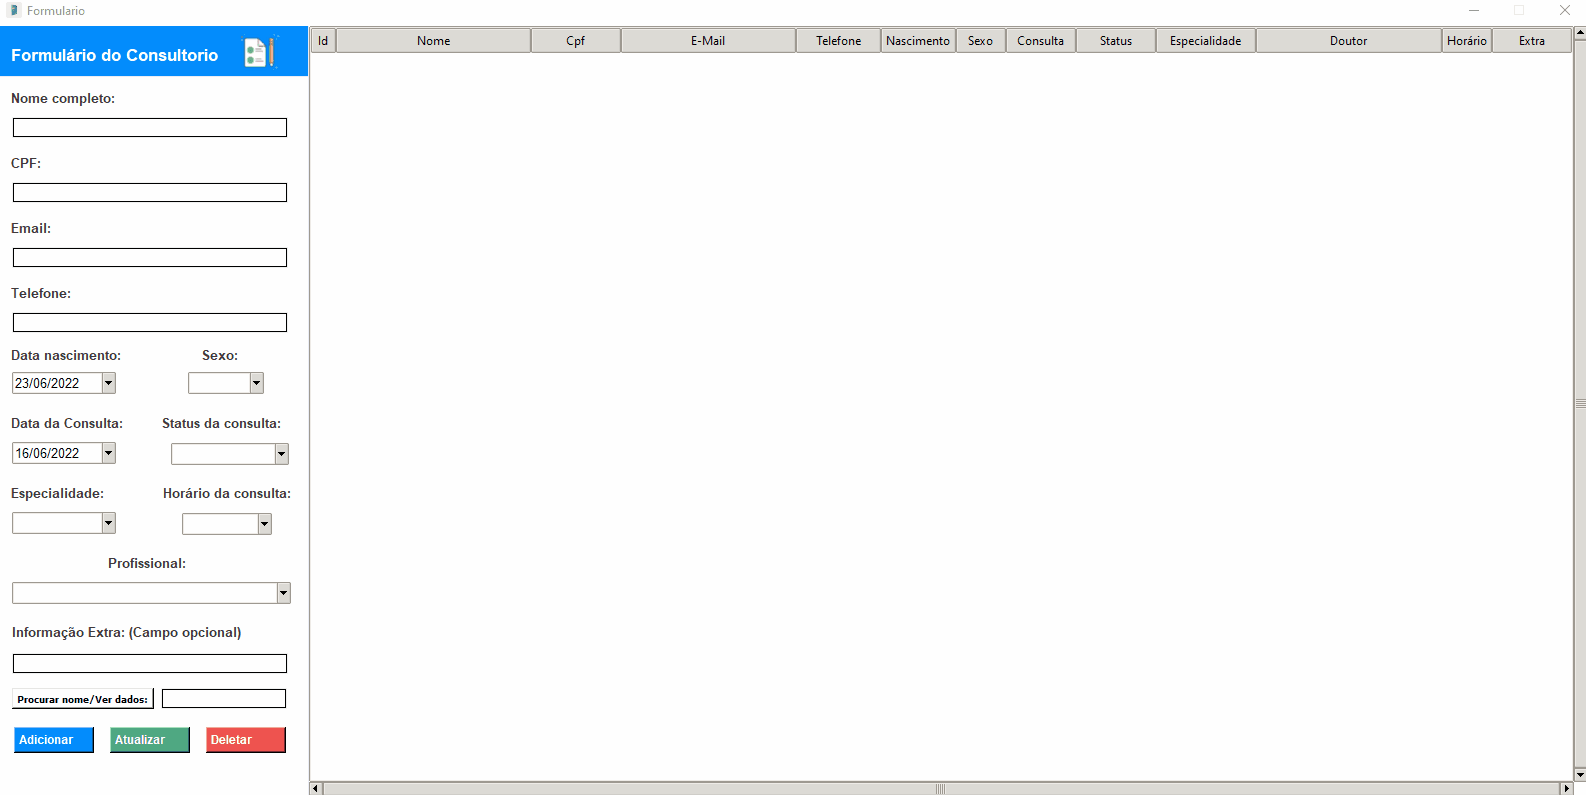 Formulario
Formulário do Consultorio
Nome completo:
CPF:
Email:
Telefone:
Data nascimento: Sexo:
23/06/2022
Data da Consulta: Status da consulta:
16/06/2022
Especialidade: Horário da consulta:
Profissional:
Informação Extra: (Campo opcional)
Procurar nome/Ver dados:
Adicionar Atualizar Deletar
Id Nome Cpf E-Mail Telefone Nascimento Sexo Consulta Status Especialidade Doutor Horário Extra